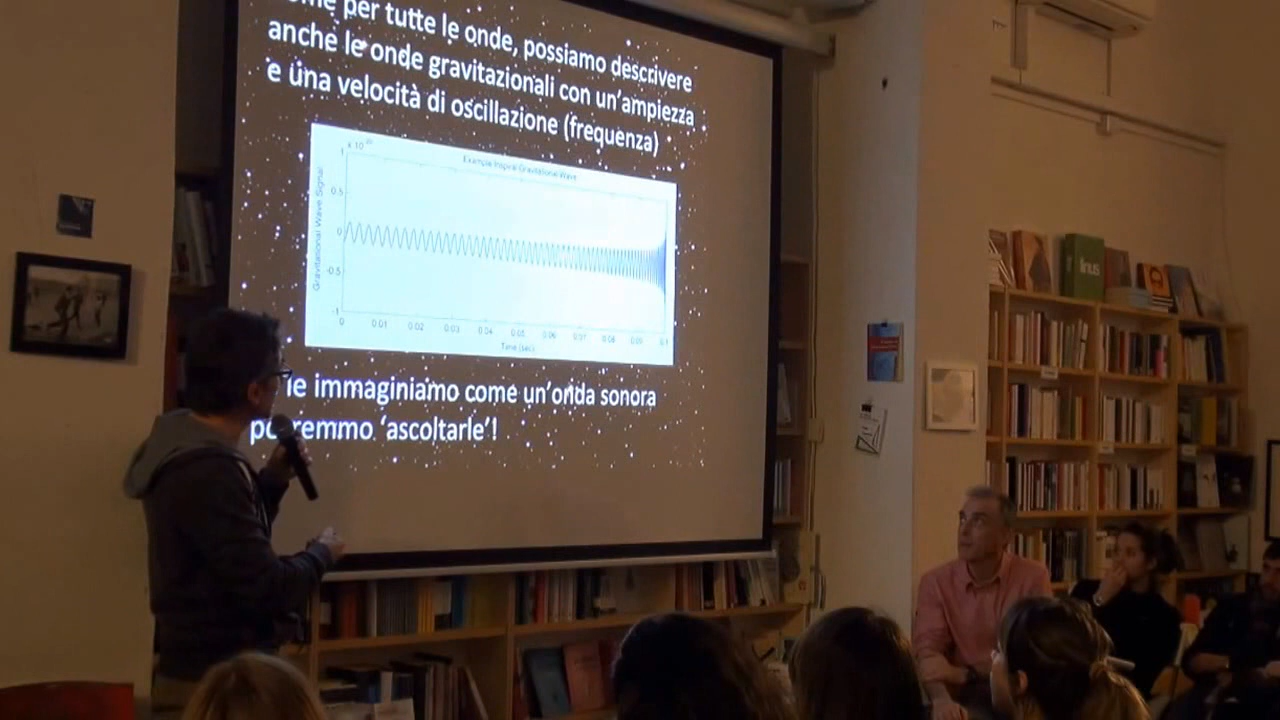 per tutte le onde, possiamo descrivere
anche le onde gravitazionali con un'ampiezza
e una velocità di oscillazione (frequenza)
Example Inspiral Gravitational Wave
Gravitational Wave Signal
1
0.5
0
-0.5
-1
0 0.01 0.02 0.03 0.04 0.05 0.06 0.07 0.08 0.09 0.1
Time (sec)
le immaginiamo come un'onda sonora
'ascoltarle'!
linus